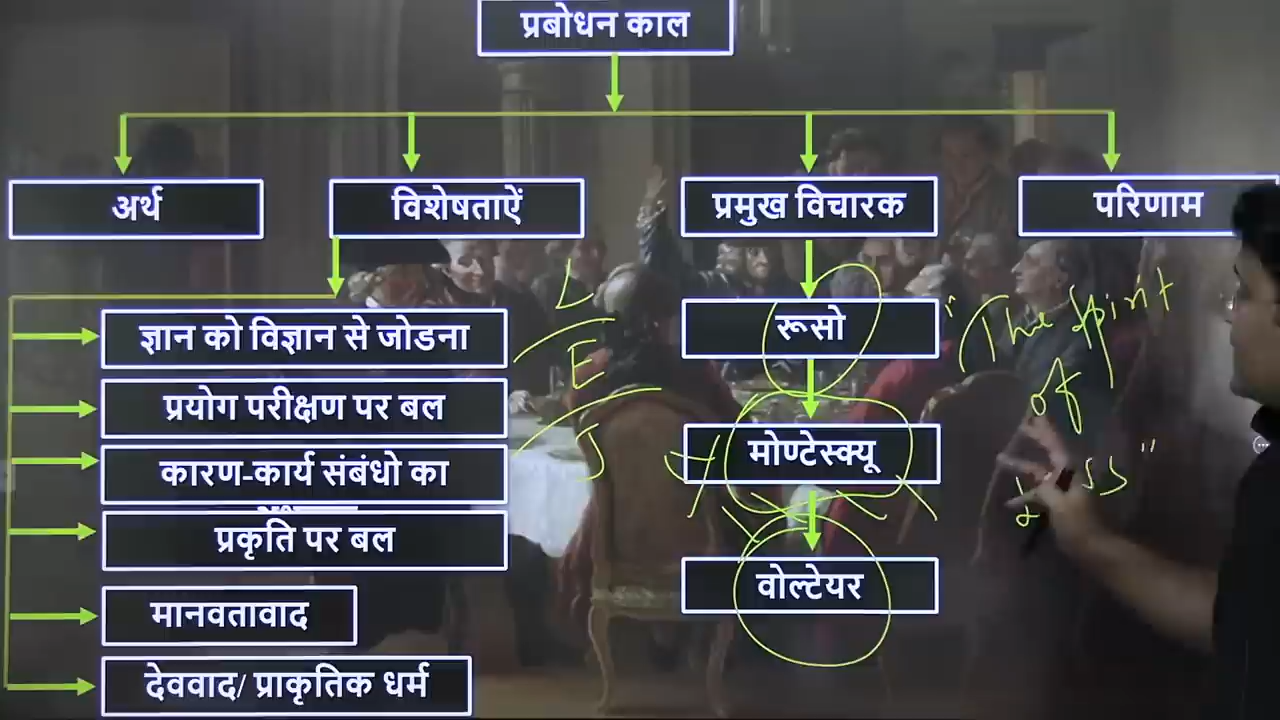 प्रबोधन काल
अर्थ
विशेषताऐं
प्रमुख विचारक
परिणाम
ज्ञान को विज्ञान से जोडना
प्रयोग परीक्षण पर बल
कारण-कार्य संबंधो का
प्रकृति पर बल
मानवतावाद
देववाद/ प्राकृतिक धर्म
L
E
J
रूसो
मोण्टेस्क्यू
वोल्टेयर
"The Spirit
of